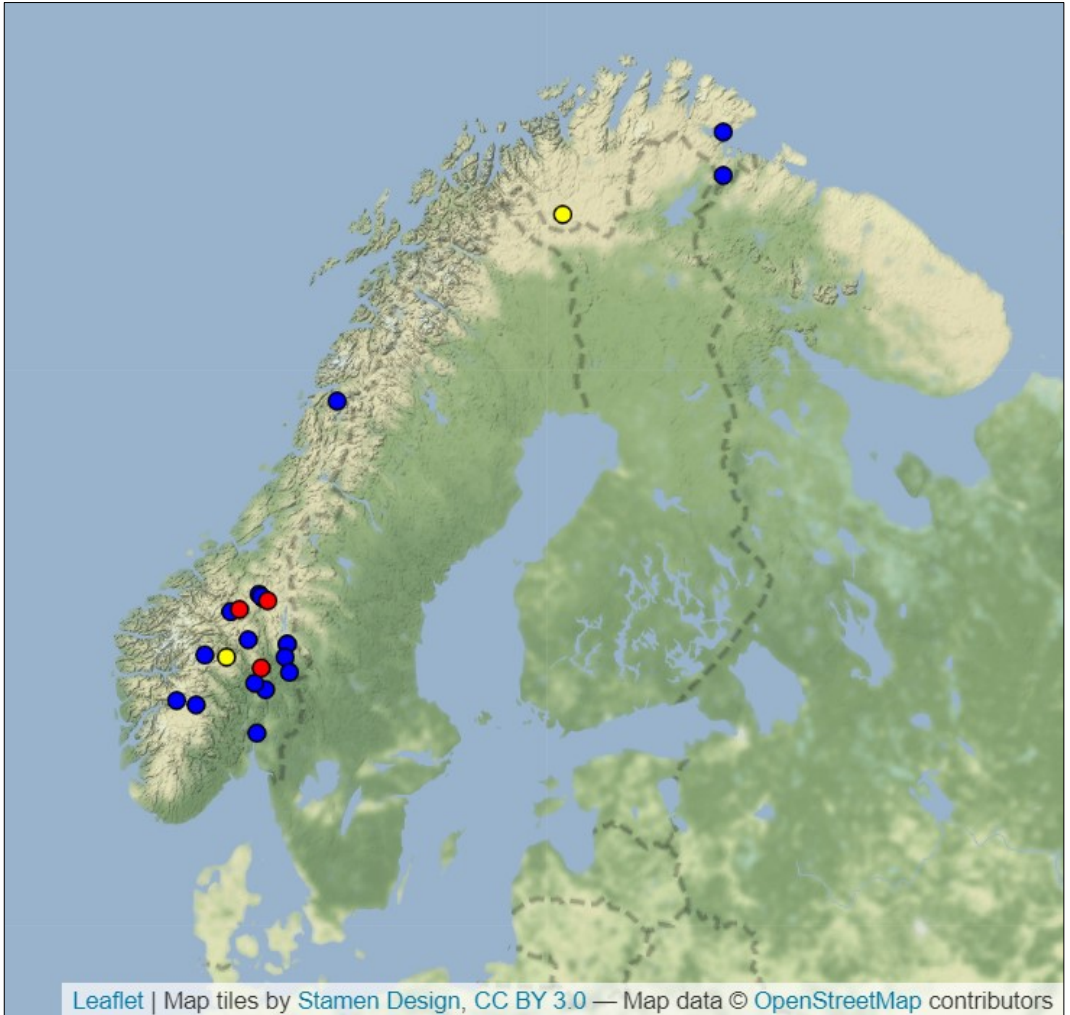 Leaflet | Map tiles by Stamen Design, CC BY 3.0 — Map data © OpenStreetMap contributors